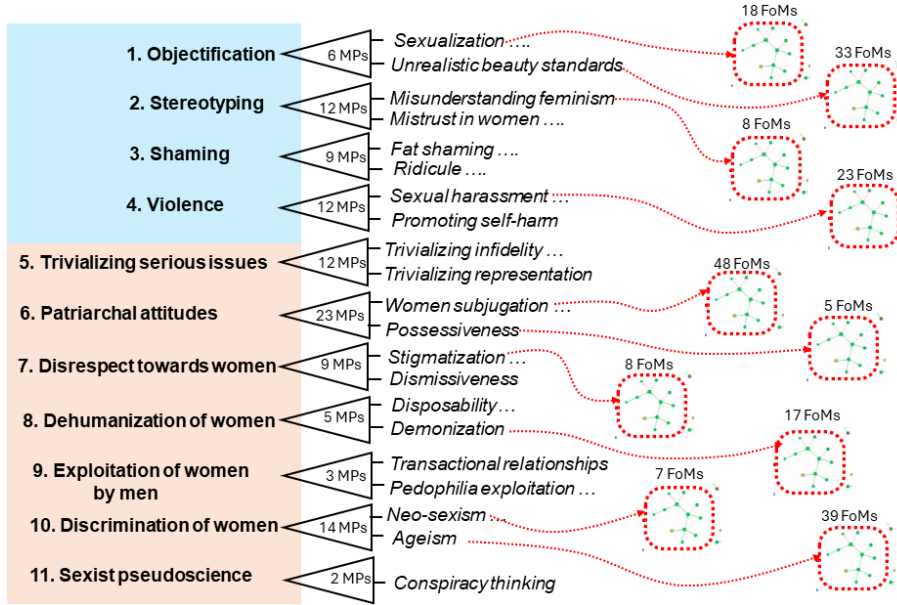 18 FoMs
1. Objectification
6 MPs
Sexualization ....
Unrealistic beauty standards
33 FoMs
2. Stereotyping
12 MPs
Misunderstanding feminism
Mistrust in women ....
8 FoMs
3. Shaming
9 MPs
Fat shaming ....
Ridicule ....
23 FoMs
4. Violence
12 MPs
Sexual harassment ...
Promoting self-harm
5. Trivializing serious issues
12 MPs
Trivializing infidelity ...
Trivializing representation
48 FoMs
6. Patriarchal attitudes
23 MPs
Women subjugation ...
Possessiveness
5 FoMs
7. Disrespect towards women
9 MPs
Stigmatization ...
Dismissiveness
8 FoMs
8. Dehumanization of women
5 MPs
Disposability ...
Demonization
17 FoMs
9. Exploitation of women
by men
3 MPs
Transactional relationships
Pedophilia exploitation ...
7 FoMs
10. Discrimination of women
14 MPs
Neo-sexism ...
Ageism
39 FoMs
11. Sexist pseudoscience
2 MPs
Conspiracy thinking